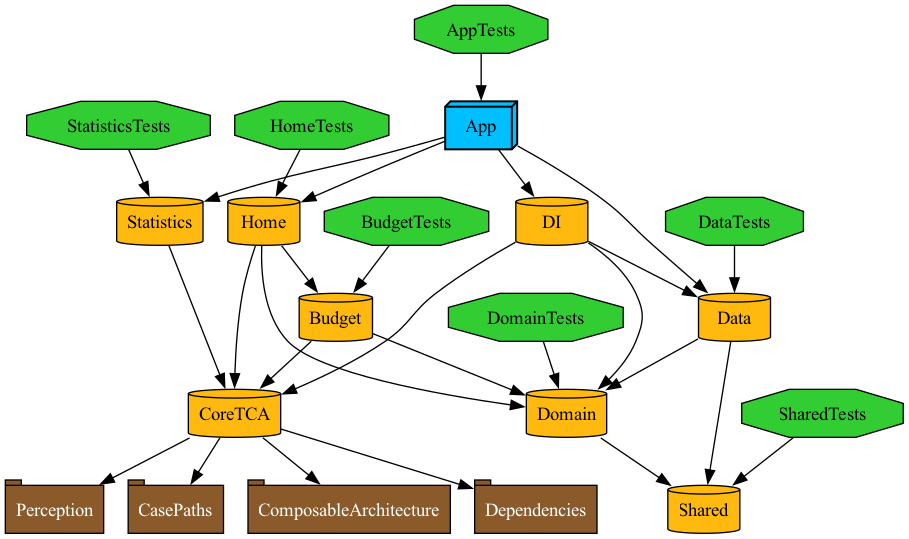 AppTests
App
StatisticsTests
HomeTests
Statistics
Home
BudgetTests
DI
DataTests
Budget
DomainTests
Data
CoreTCA
Domain
SharedTests
Perception
CasePaths
ComposableArchitecture
Dependencies
Shared